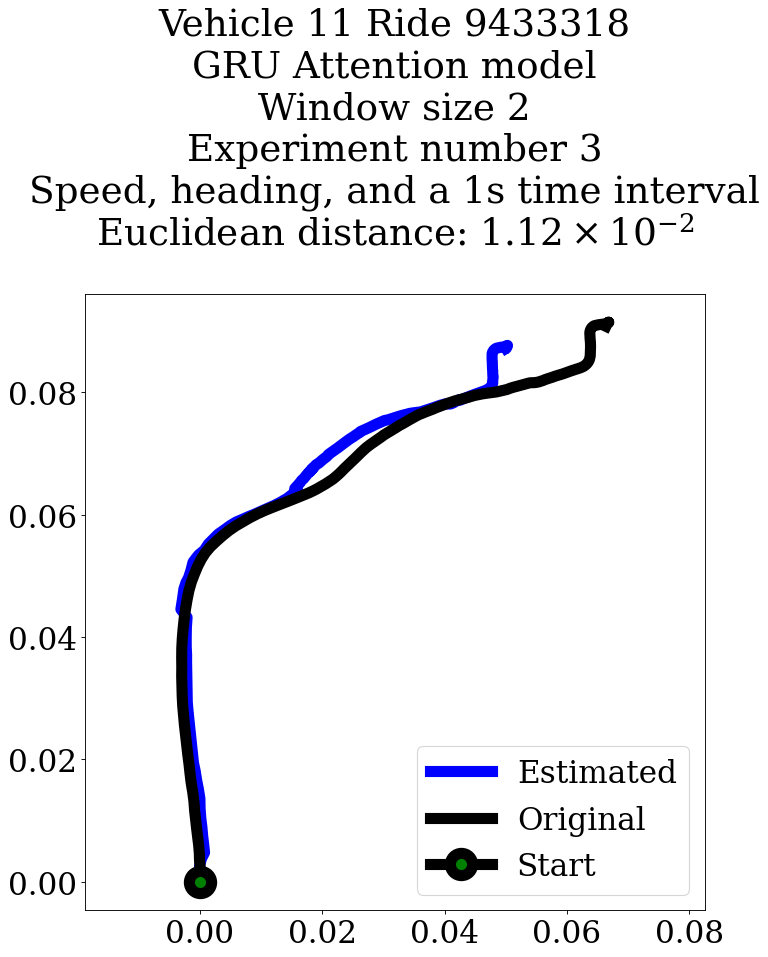 Vehicle 11 Ride 9433318
GRU Attention model
Window size 2
Experiment number 3
Speed, heading, and a 1s time interval
Euclidean distance: 1.12 × 10⁻²
0.08
0.06
0.04
0.02
0.00
Estimated
Original
Start
0.00 0.02 0.04 0.06 0.08